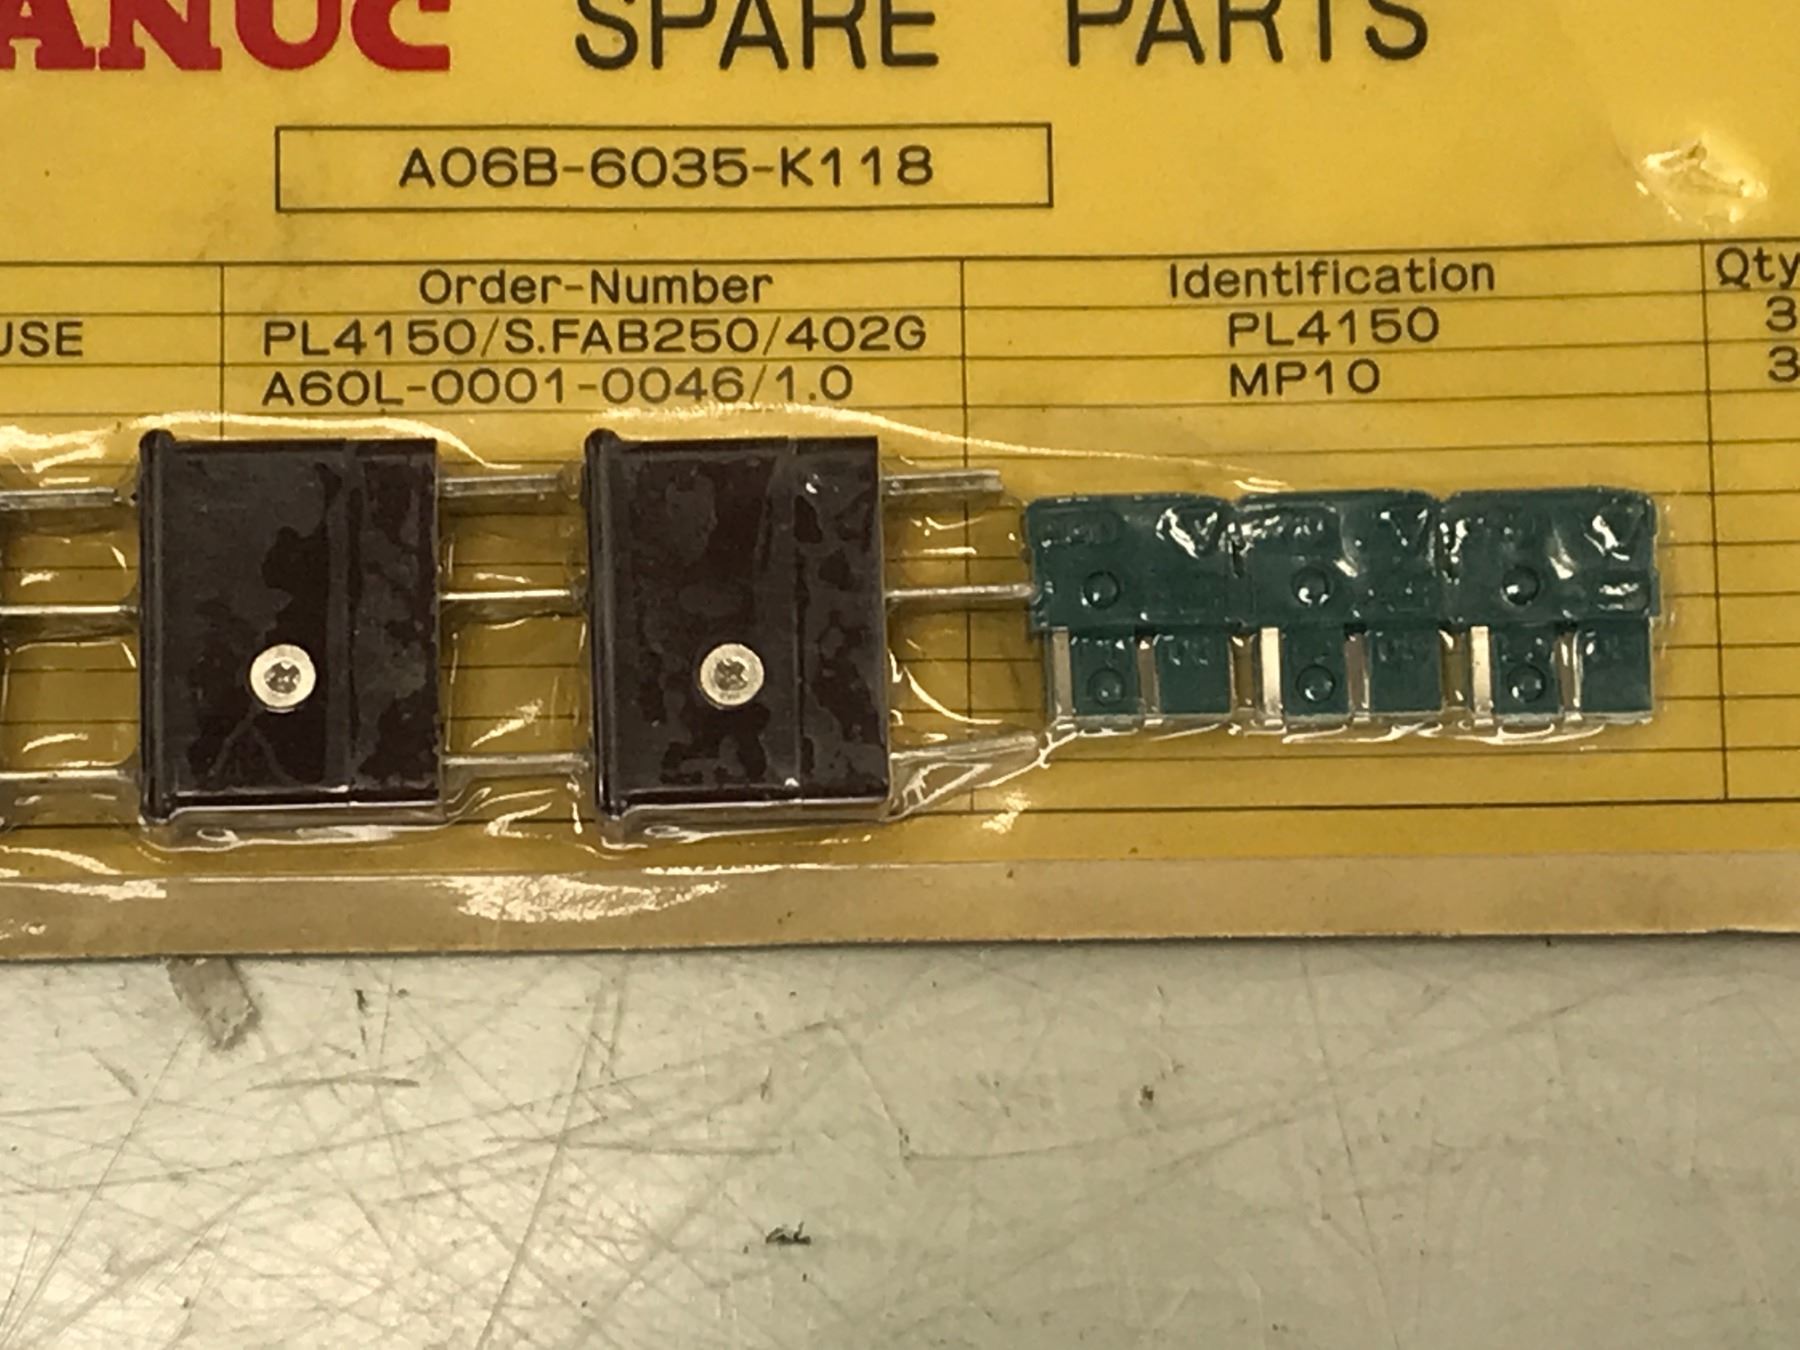 ANUC SPARE PARTS
A06B-6035-K118
Order-Number Identification Qty
USE PL4150/S.FAB250/402G PL4150 3
A60L-0001-0046/1.0 MP10 3